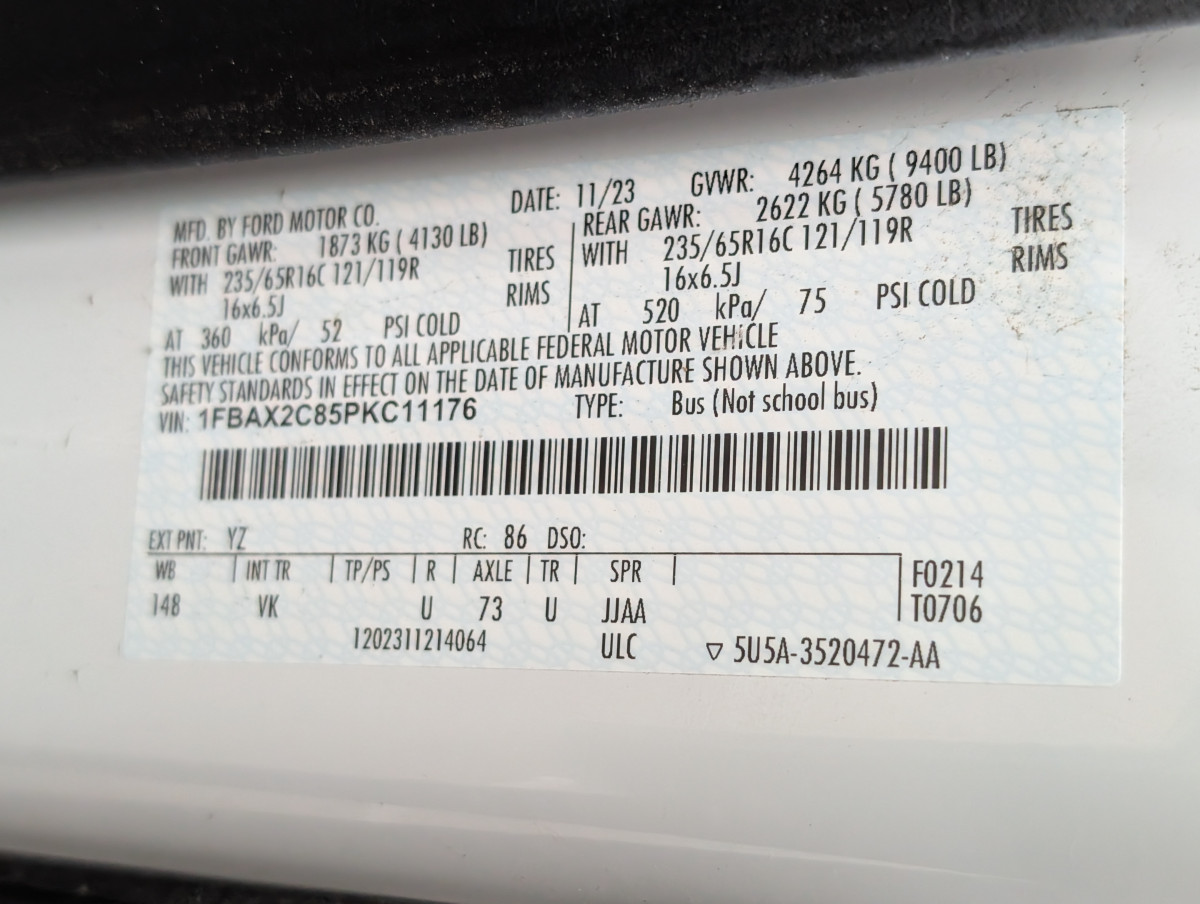 MFD. BY FORD MOTOR CO. DATE: 11/23 GVWR: 4264 KG ( 9400 LB)
FRONT GAWR: 1873 KG ( 4130 LB) REAR GAWR: 2622 KG ( 5780 LB)
WITH 235/65R16C 121/119R TIRES WITH 235/65R16C 121/119R TIRES
16x6.5J RIMS 16x6.5J RIMS
AT 360 kPa/ 52 PSI COLD AT 520 kPa/ 75 PSI COLD
THIS VEHICLE CONFORMS TO ALL APPLICABLE FEDERAL MOTOR VEHICLE
SAFETY STANDARDS IN EFFECT ON THE DATE OF MANUFACTURE SHOWN ABOVE.
VIN: 1FBAX2C85PKC11176 TYPE: Bus (Not school bus)
EXT PNT: YZ RC: 86 DSO:
WB | INT TR | TP/PS | R | AXLE | TR | SPR | F0214
148 VK U 73 U JJAA T0706
1202311214064 ULC ▽ 5U5A-3520472-AA